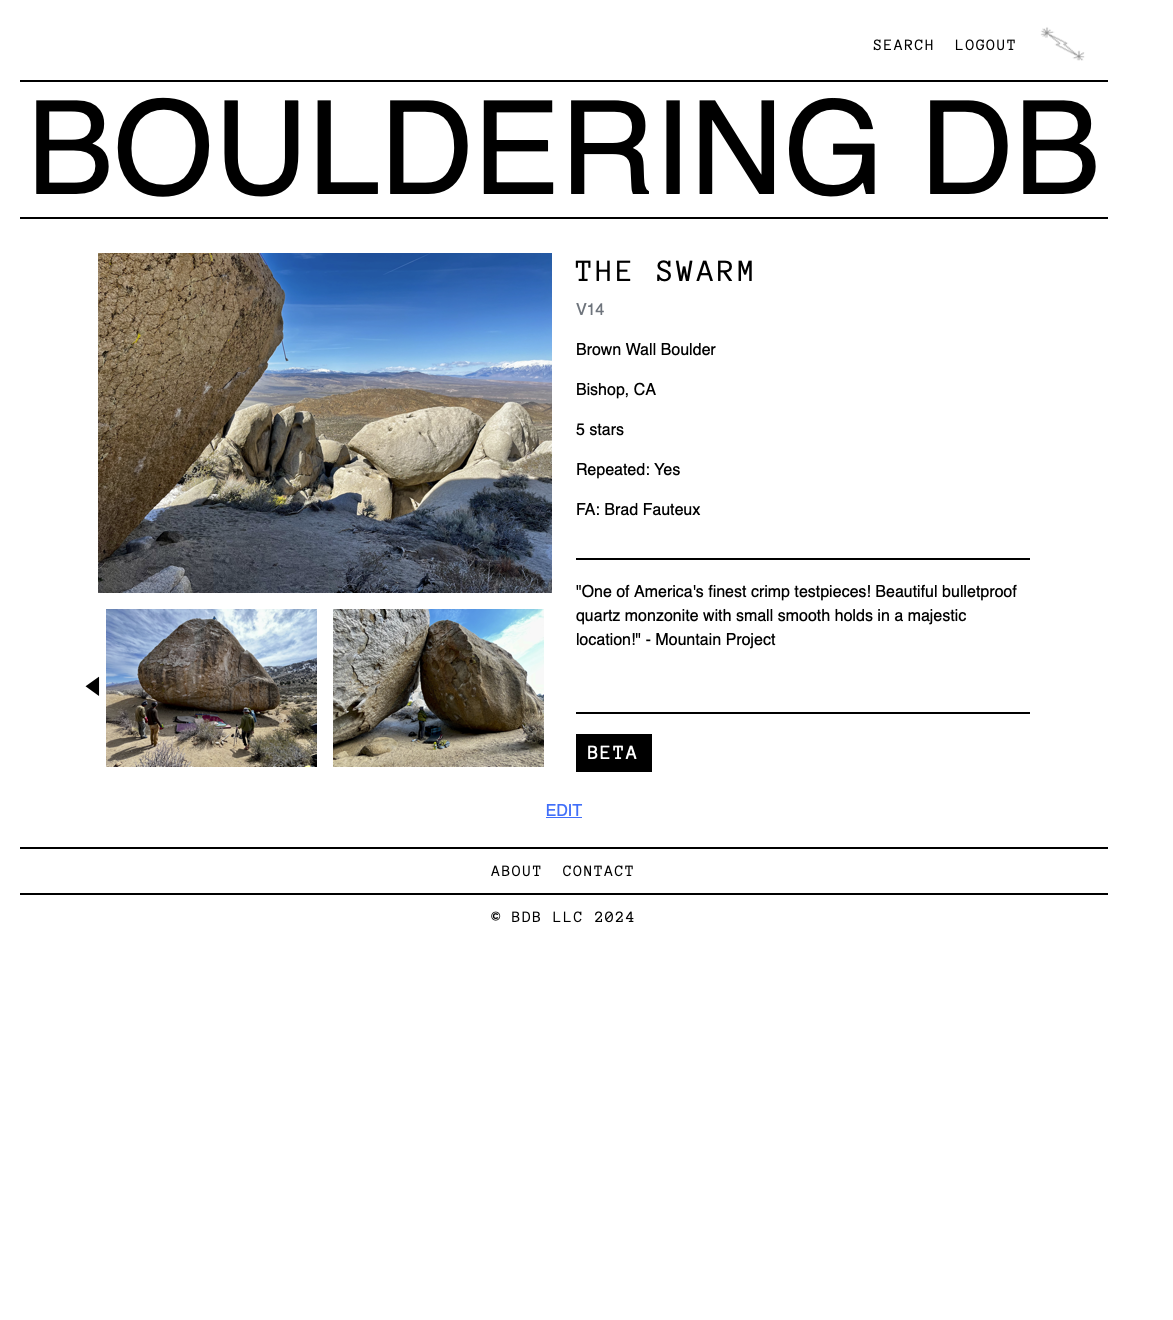 SEARCH LOGOUT
BOULDERING DB
THE SWARM
V14
Brown Wall Boulder
Bishop, CA
5 stars
Repeated: Yes
FA: Brad Fauteux
"One of America's finest crimp testpieces! Beautiful bulletproof
quartz monzonite with small smooth holds in a majestic
location!" - Mountain Project
BETA
EDIT
ABOUT CONTACT
© BDB LLC 2024